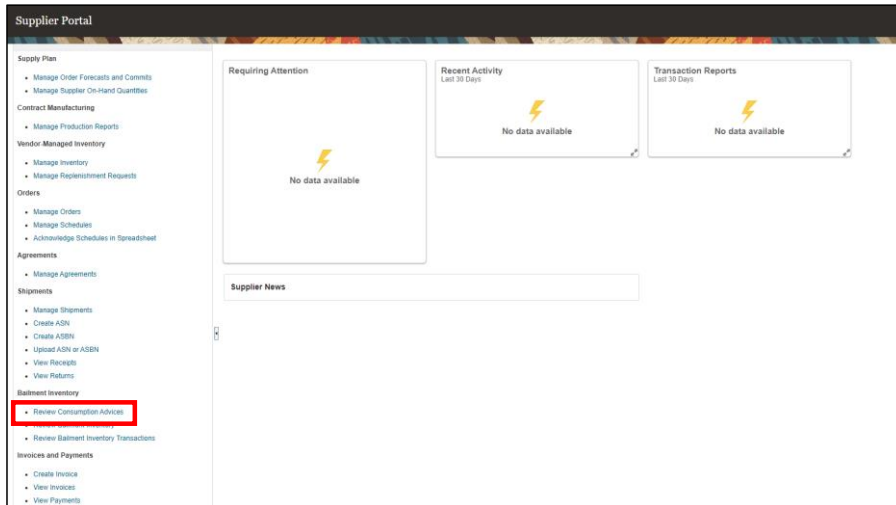 Supplier Portal
Supply Plan
Manage Order Forecasts and Commits
Manage Supplier On-Hand Quantities
Contract Manufacturing
Manage Production Reports
Vendor-Managed Inventory
Manage Inventory
Manage Replenishment Requests
Orders
Manage Orders
Manage Schedules
Acknowledge Schedules in Spreadsheet
Agreements
Manage Agreements
Shipments
Manage Shipments
Create ASN
Create ASBN
Upload ASN or ASBN
View Receipts
View Returns
Bailment Inventory
Review Consumption Advices
Review Bailment Inventory
Review Bailment Inventory Transactions
Invoices and Payments
Create Invoice
View Invoices
View Payments
Requiring Attention
No data available
Recent Activity
Last 30 Days
No data available
Transaction Reports
Last 30 Days
No data available
Supplier News